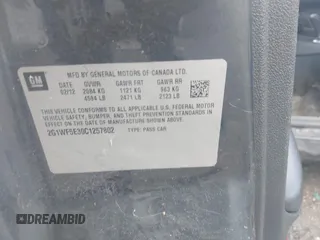 GM
MFD BY GENERAL MOTORS OF CANADA LTD.
DATE GVWR GAWR FRT GAWR RR
02/12 2084 KG 1121 KG 963 KG
4594 LB 2471 LB 2123 LB
THIS VEHICLE CONFORMS TO ALL APPLICABLE U.S. FEDERAL
MOTOR VEHICLE SAFETY, BUMPER, AND THEFT PREVENTION
STANDARDS IN EFFECT ON THE DATE OF MANUFACTURE SHOWN ABOVE.
2G1WF5E30C1257602 TYPE: PASS CAR
DREAMBID